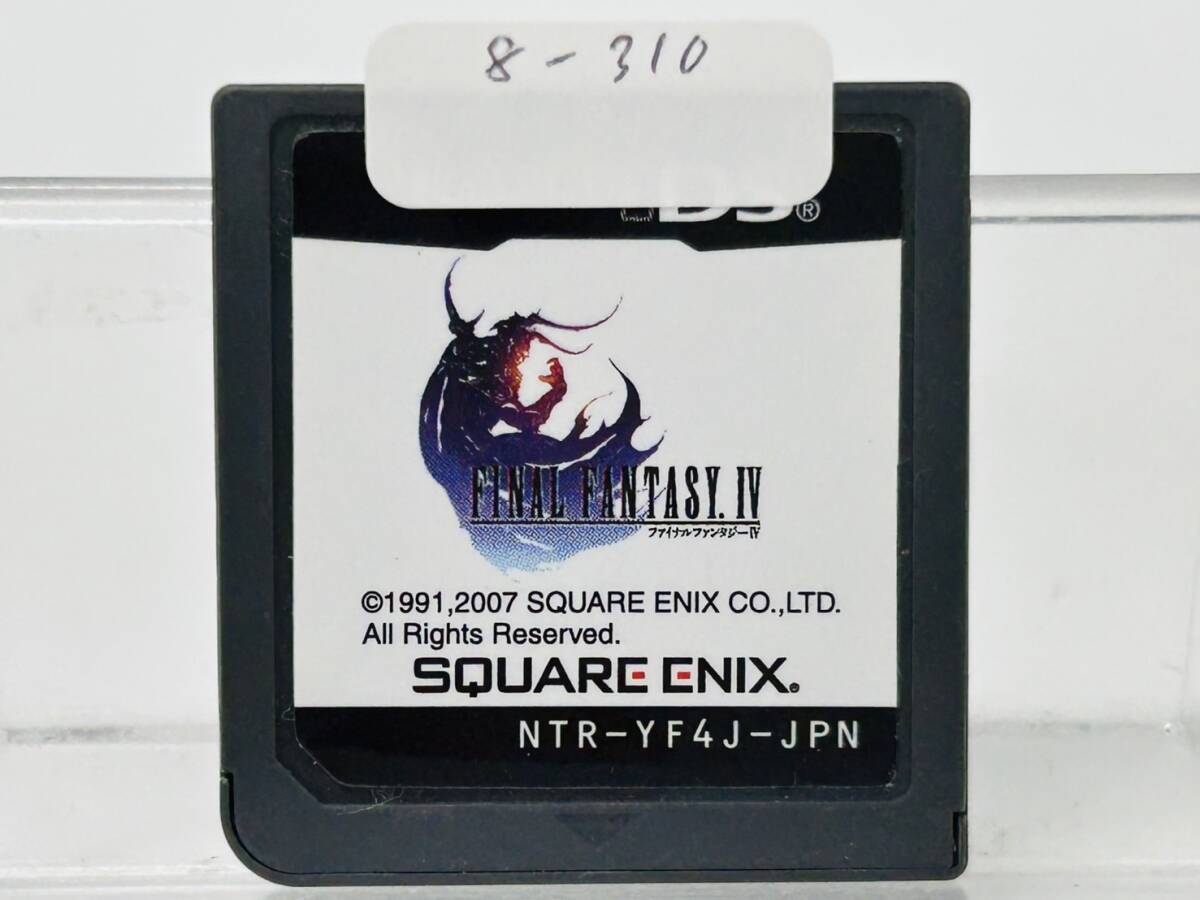 8-310
DS®
FINAL FANTASY. IV
ファイナルファンタジーIV
©1991,2007 SQUARE ENIX CO.,LTD.
All Rights Reserved.
SQUARE ENIX®
NTR-YF4J-JPN